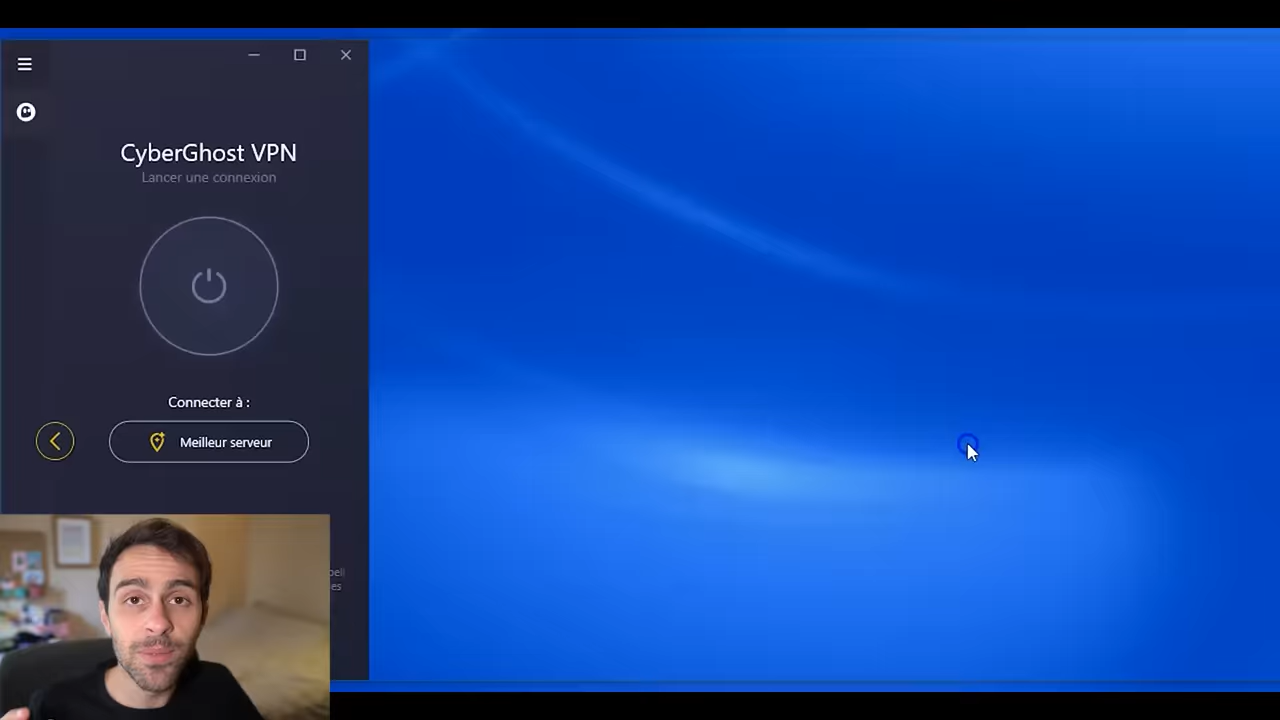 CyberGhost VPN
Lancer une connexion
Connecter à :
Meilleur serveur